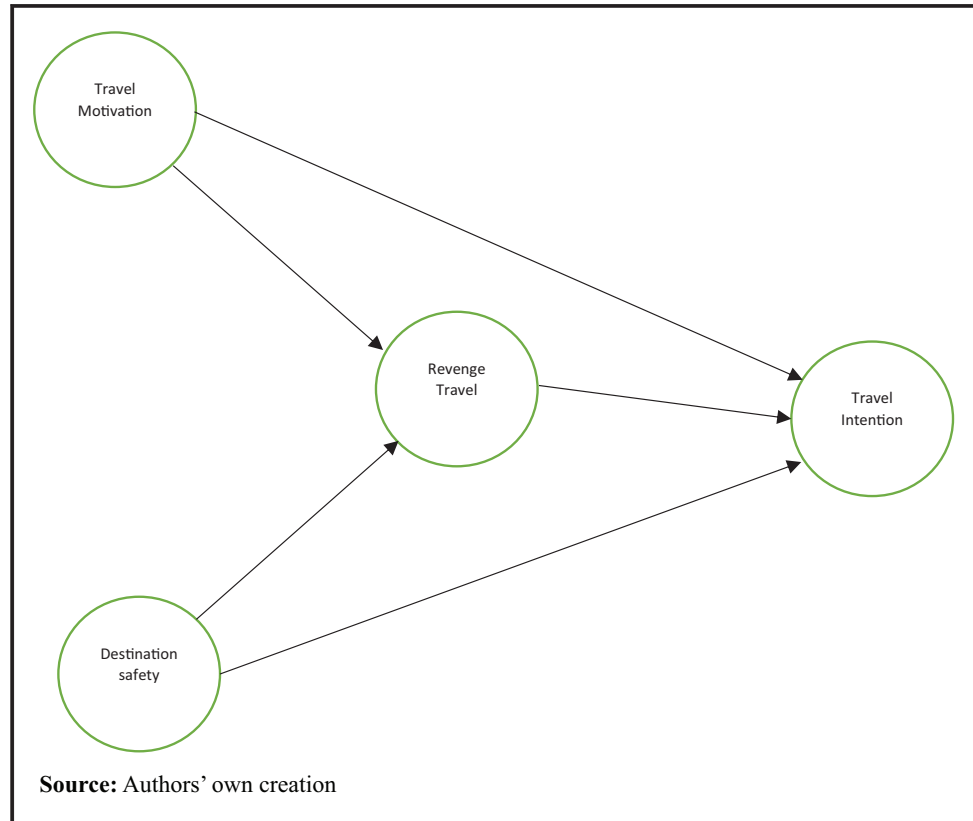 Travel
Motivation
Revenge
Travel
Travel
Intention
Destination
safety
Source: Authors’ own creation